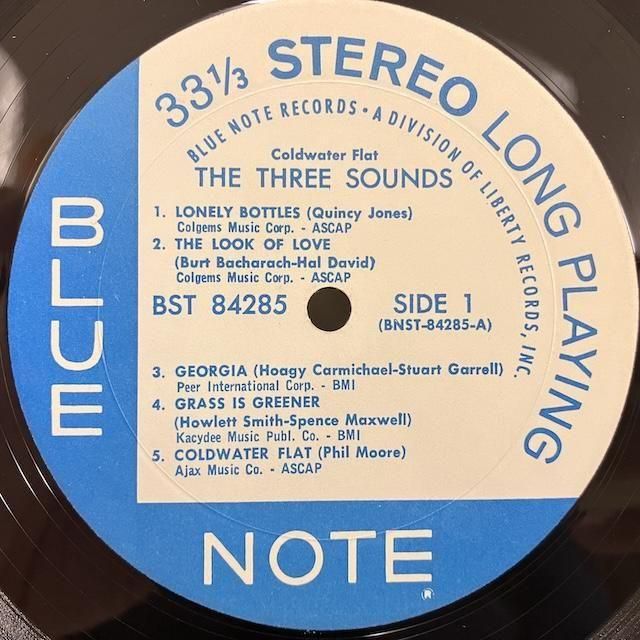 33⅓ STEREO LONG PLAYING
BLUE NOTE RECORDS • A DIVISION OF LIBERTY RECORDS, INC.
Coldwater Flat
THE THREE SOUNDS
1. LONELY BOTTLES (Quincy Jones)
Colgems Music Corp. - ASCAP
2. THE LOOK OF LOVE
(Burt Bacharach-Hal David)
Colgems Music Corp. - ASCAP
BST 84285 SIDE 1
(BNST-84285-A)
3. GEORGIA (Hoagy Carmichael-Stuart Garrell)
Peer International Corp. - BMI
4. GRASS IS GREENER
(Howlett Smith-Spence Maxwell)
Kacydee Music Publ. Co. - BMI
5. COLDWATER FLAT (Phil Moore)
Ajax Music Co. - ASCAP
BLUE
NOTE
®